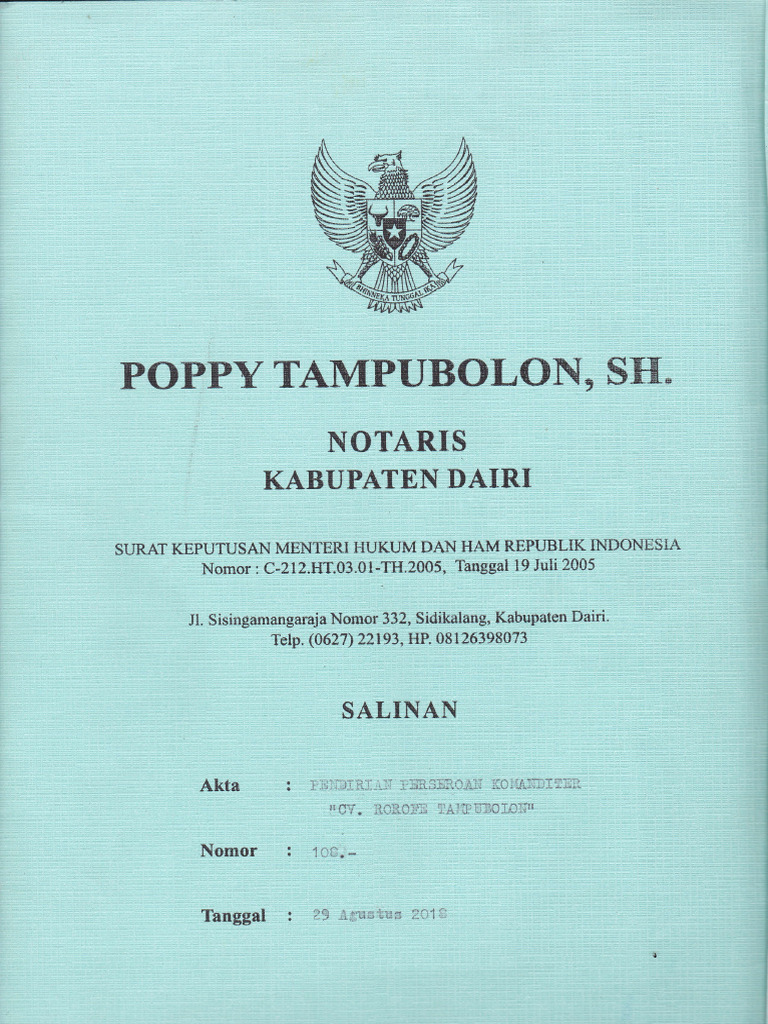 BHINNEKA TUNGGAL IKA
POPPY TAMPUBOLON, SH.
NOTARIS
KABUPATEN DAIRI
SURAT KEPUTUSAN MENTERI HUKUM DAN HAM REPUBLIK INDONESIA
Nomor : C-212.HT.03.01-TH.2005, Tanggal 19 Juli 2005
Jl. Sisingamangaraja Nomor 332, Sidikalang, Kabupaten Dairi.
Telp. (0627) 22193, HP. 08126398073
SALINAN
Akta : PENDIRIAN PERSEROAN KOMANDITER
"CV. ROROFE TAMPUBOLON"
Nomor : 108.-
Tanggal : 29 Agustus 2018